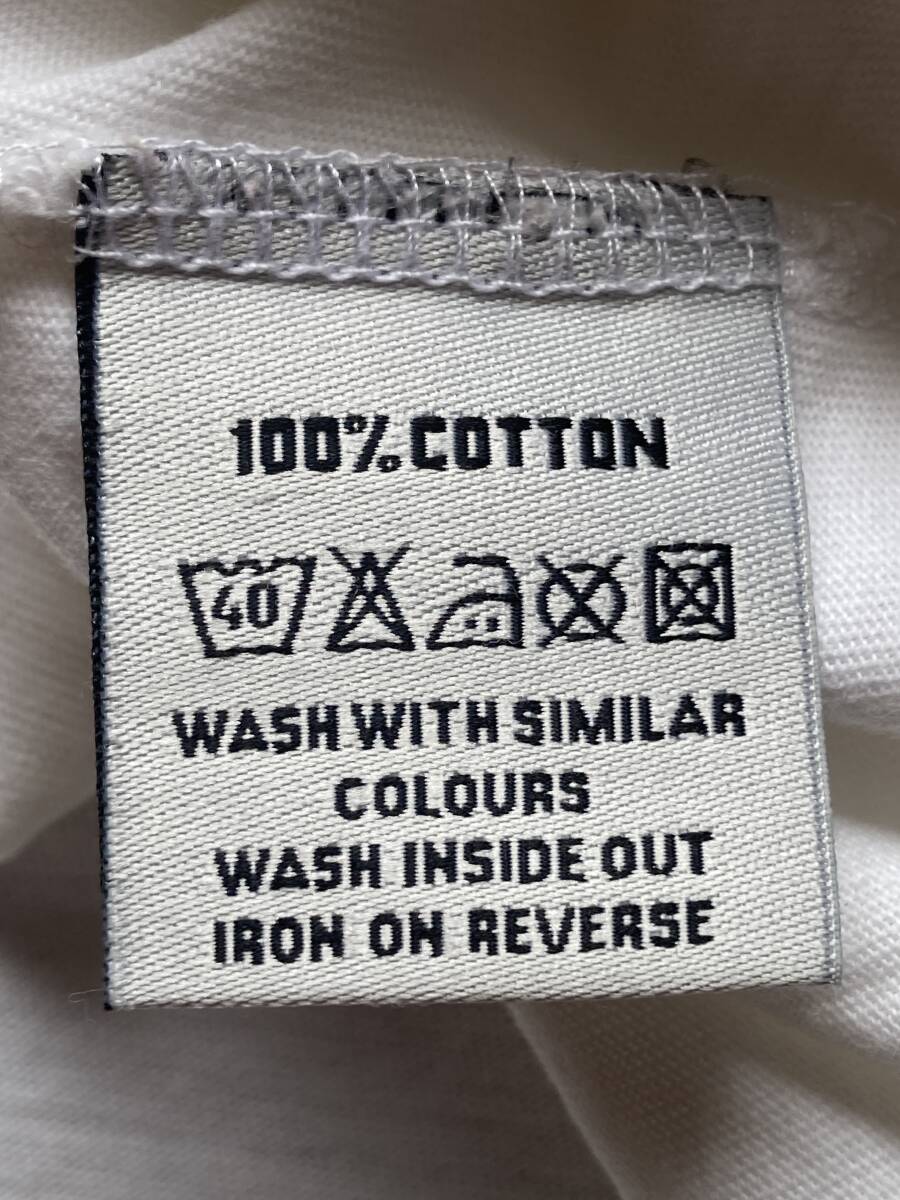 100% COTTON
40
WASH WITH SIMILAR
COLOURS
WASH INSIDE OUT
IRON ON REVERSE